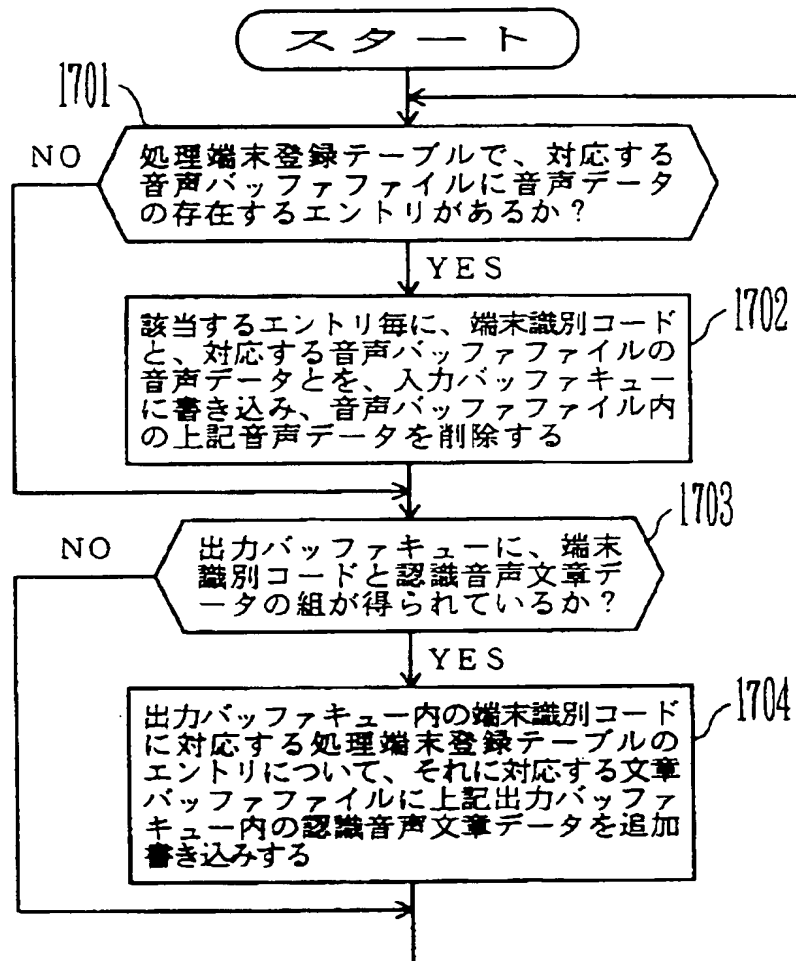 スタート
1701
NO
処理端末登録テーブルで、対応する
音声バッファファイルに音声データ
の存在するエントリがあるか？
YES
1702
該当するエントリ毎に、端末識別コード
と、対応する音声バッファファイルの
音声データとを、入力バッファキュー
に書き込み、音声バッファファイル内
の上記音声データを削除する
1703
NO
出力バッファキューに、端末
識別コードと認識音声文章デ
ータの組が得られているか？
YES
1704
出力バッファキュー内の端末識別コード
に対応する処理端末登録テーブルの
エントリについて、それに対応する文章
バッファファイルに上記出力バッファ
キュー内の認識音声文章データを追加
書き込みする